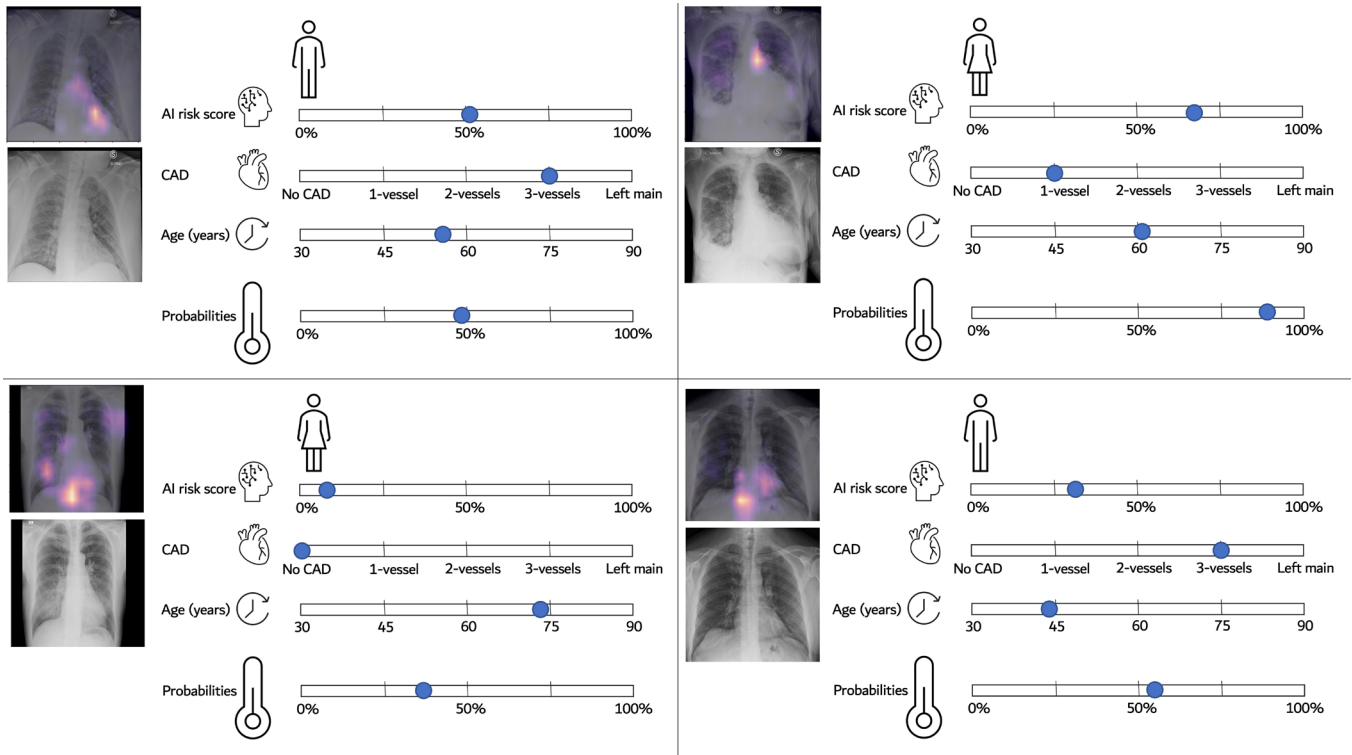 AI risk score
0% 50% 100%
CAD
No CAD 1-vessel 2-vessels 3-vessels Left main
Age (years)
30 45 60 75 90
Probabilities
0% 50% 100%
AI risk score
0% 50% 100%
CAD
No CAD 1-vessel 2-vessels 3-vessels Left main
Age (years)
30 45 60 75 90
Probabilities
0% 50% 100%
AI risk score
0% 50% 100%
CAD
No CAD 1-vessel 2-vessels 3-vessels Left main
Age (years)
30 45 60 75 90
Probabilities
0% 50% 100%
AI risk score
0% 50% 100%
CAD
No CAD 1-vessel 2-vessels 3-vessels Left main
Age (years)
30 45 60 75 90
Probabilities
0% 50% 100%